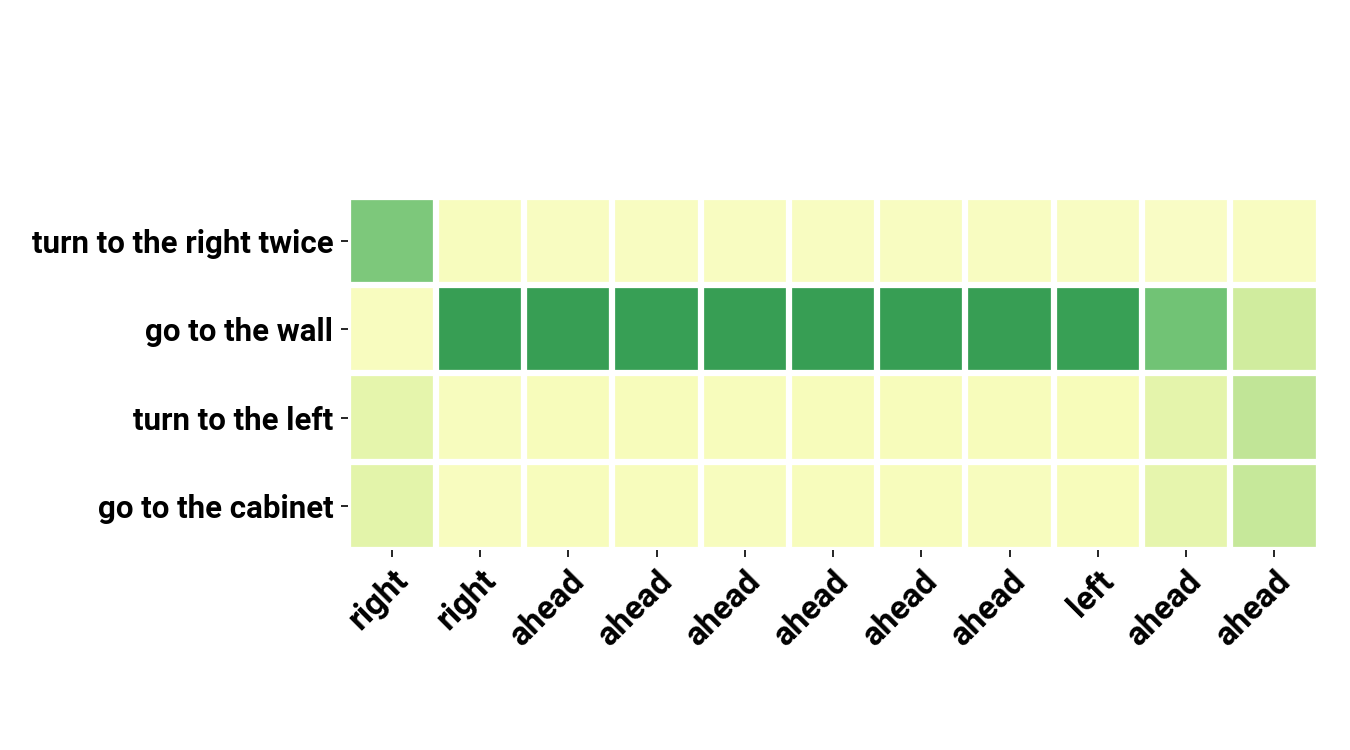 turn to the right twice
go to the wall
turn to the left
go to the cabinet
right
right
ahead
ahead
ahead
ahead
ahead
ahead
left
ahead
ahead